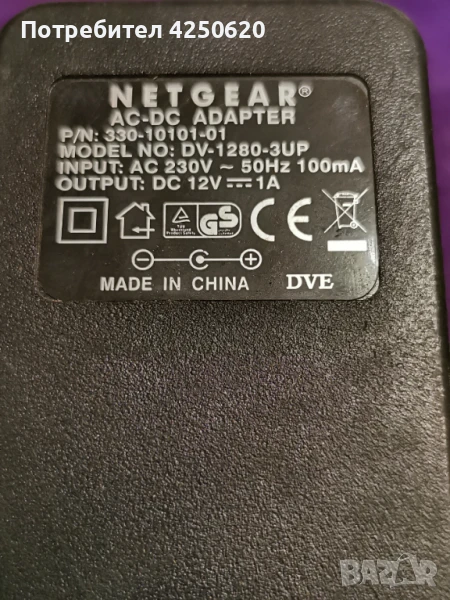 Потребител 4250620
NETGEAR®
AC-DC ADAPTER
P/N: 330-10101-01
MODEL NO: DV-1280-3UP
INPUT: AC 230V ~ 50Hz 100mA
OUTPUT: DC 12V ⎓ 1A
GS
CE
MADE IN CHINA DVE
BAZAR